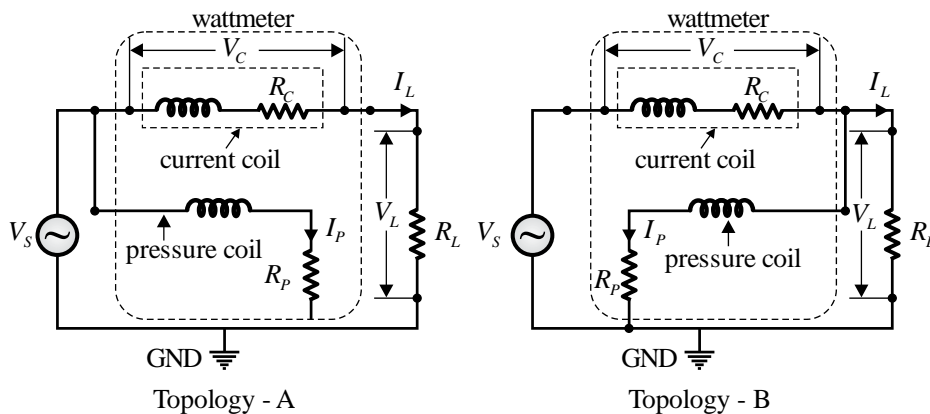 wattmeter
V_C
R_C
I_L
current coil
V_S
V_L
R_L
I_P
pressure coil
R_P
GND
Topology - A
wattmeter
V_C
R_C
I_L
current coil
V_S
I_P
V_L
pressure coil
R_P
GND
Topology - B